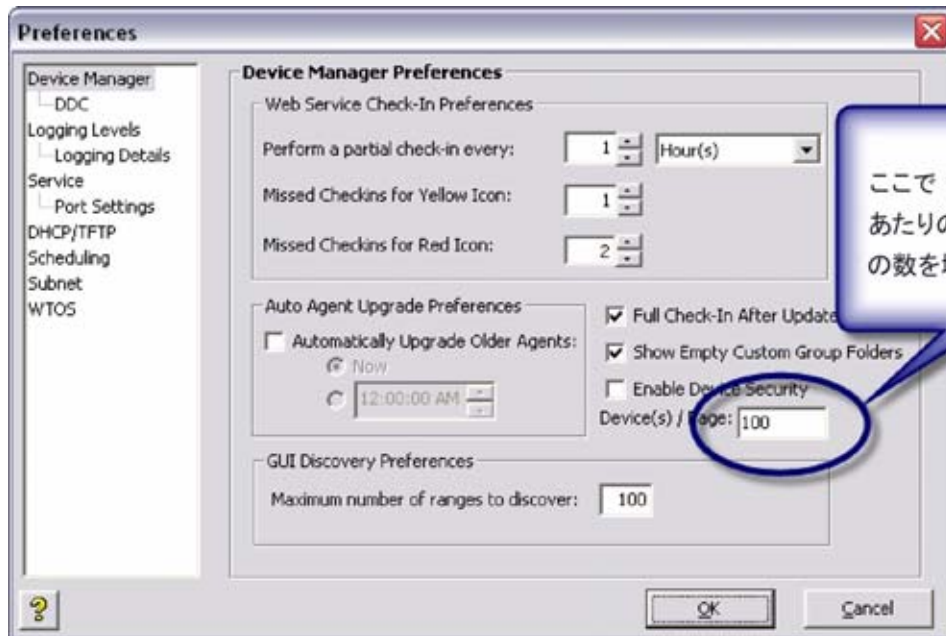 Preferences
Device Manager
DDC
Logging Levels
Logging Details
Service
Port Settings
DHCP/TFTP
Scheduling
Subnet
WTOS
Device Manager Preferences
Web Service Check-In Preferences
Perform a partial check-in every: 1 Hour(s)
Missed Checkins for Yellow Icon: 1
Missed Checkins for Red Icon: 2
Auto Agent Upgrade Preferences
Automatically Upgrade Older Agents:
Now
12:00:00 AM
Full Check-In After Update
Show Empty Custom Group Folders
Enable Device Security
Device(s) / Page: 100
GUI Discovery Preferences
Maximum number of ranges to discover: 100
ここで
あたりの
の数を
?
OK
Cancel